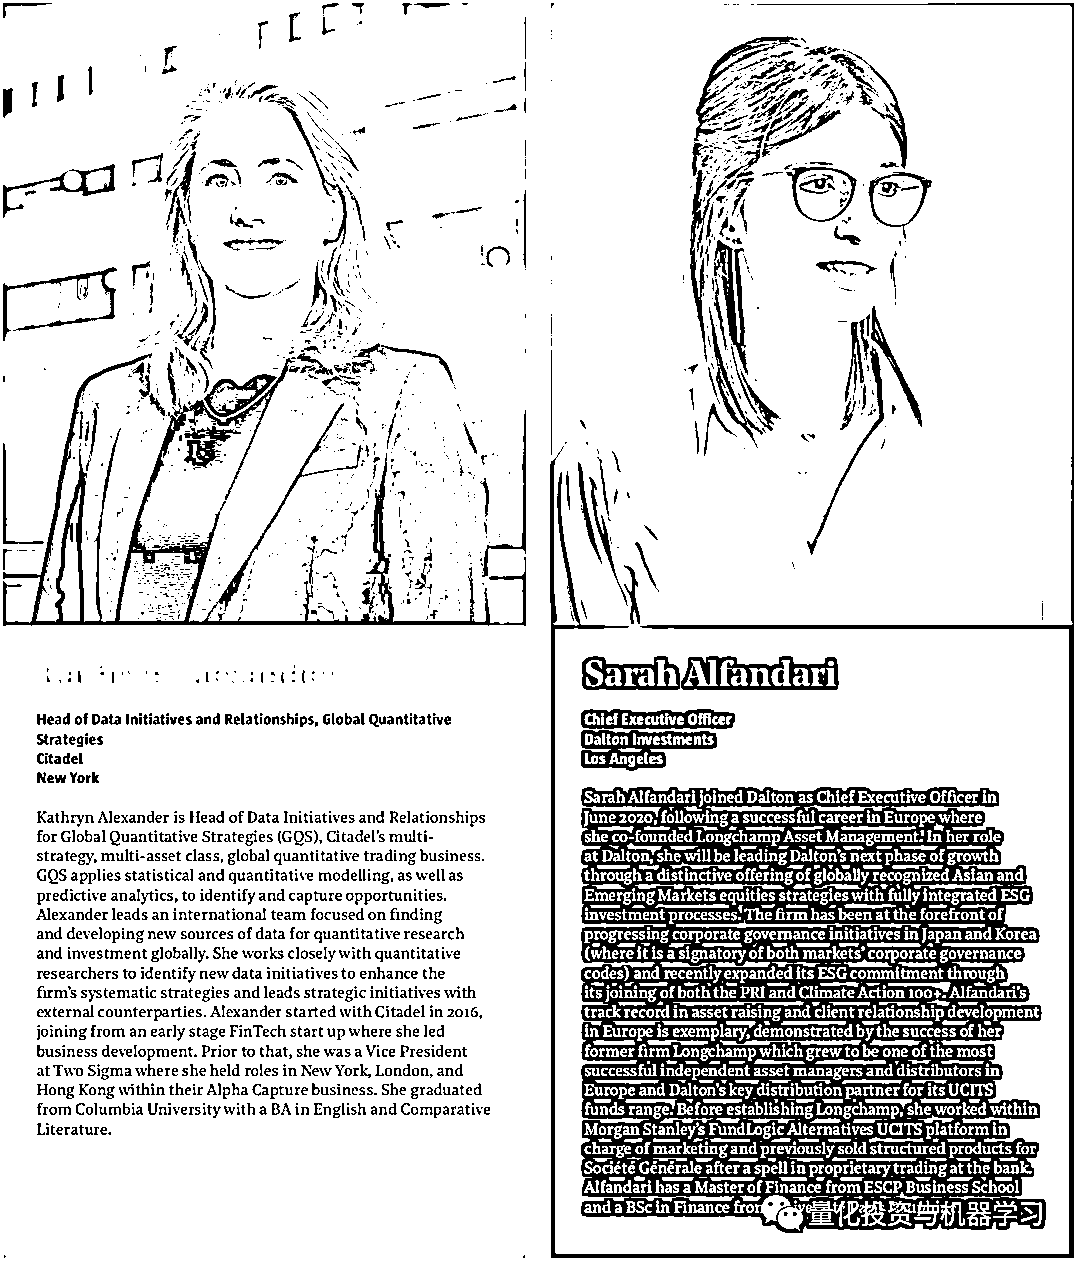 Head of Data Initiatives and Relationships, Global Quantitative
Strategies
Citadel
New York
Kathryn Alexander is Head of Data Initiatives and Relationships
for Global Quantitative Strategies (GQS), Citadel's multi-
strategy, multi-asset class, global quantitative trading business.
GQS applies statistical and quantitative modelling, as well as
predictive analytics, to identify and capture opportunities.
Alexander leads an international team focused on finding
and developing new sources of data for quantitative research
and investment globally. She works closely with quantitative
researchers to identify new data initiatives to enhance the
firm's systematic strategies and leads strategic initiatives with
external counterparties. Alexander started with Citadel in 2016,
joining from an early stage FinTech start up where she led
business development. Prior to that, she was a Vice President
at Two Sigma where she held roles in New York, London, and
Hong Kong within their Alpha Capture business. She graduated
from Columbia University with a BA in English and Comparative
Literature.
Sarah Alfandari
Chief Executive Officer
Dalton Investments
Los Angeles
Sarah Alfandari joined Dalton as Chief Executive Officer in
June 2020, following a successful career in Europe where
she co-founded Longchamp Asset Management. In her role
at Dalton, she will be leading Dalton's next phase of growth
through a distinctive offering of globally recognized Asian and
Emerging Markets equities strategies with fully integrated ESG
investment processes. The firm has been at the forefront of
progressing corporate governance initiatives in Japan and Korea
(where it is a signatory of both markets' corporate governance
codes) and recently expanded its ESG commitment through
its joining of both the PRI and Climate Action 100+. Alfandari's
track record in asset raising and client relationship development
in Europe is exemplary, demonstrated by the success of her
former firm Longchamp which grew to be one of the most
successful independent asset managers and distributors in
Europe and Dalton's key distribution partner for its UCITS
funds range. Before establishing Longchamp, she worked within
Morgan Stanley's FundLogic Alternatives UCITS platform in
charge of marketing and previously sold structured products for
Société Générale after a spell in proprietary trading at the bank.
Alfandari has a Master of Finance from ESCP Business School
and a BSc in Finance from
量化投资与机器学习